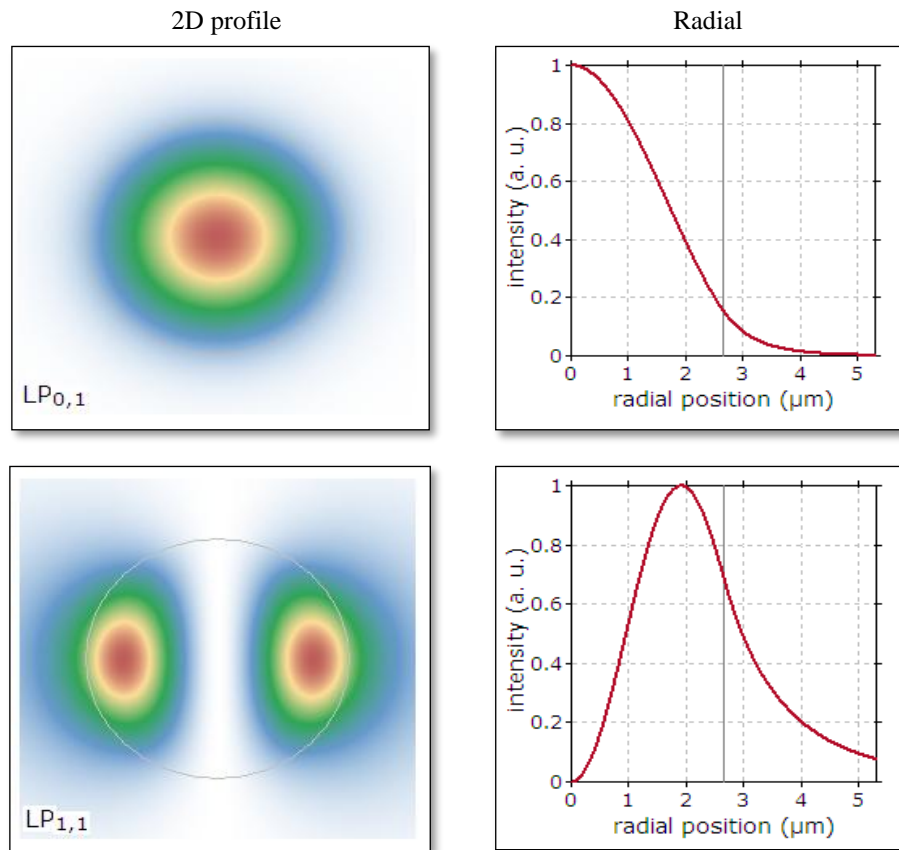 2D profile
Radial
LP0,1
intensity (a. u.)
1
0.8
0.6
0.4
0.2
0
0 1 2 3 4 5
radial position (µm)
LP1,1
intensity (a. u.)
1
0.8
0.6
0.4
0.2
0
0 1 2 3 4 5
radial position (µm)